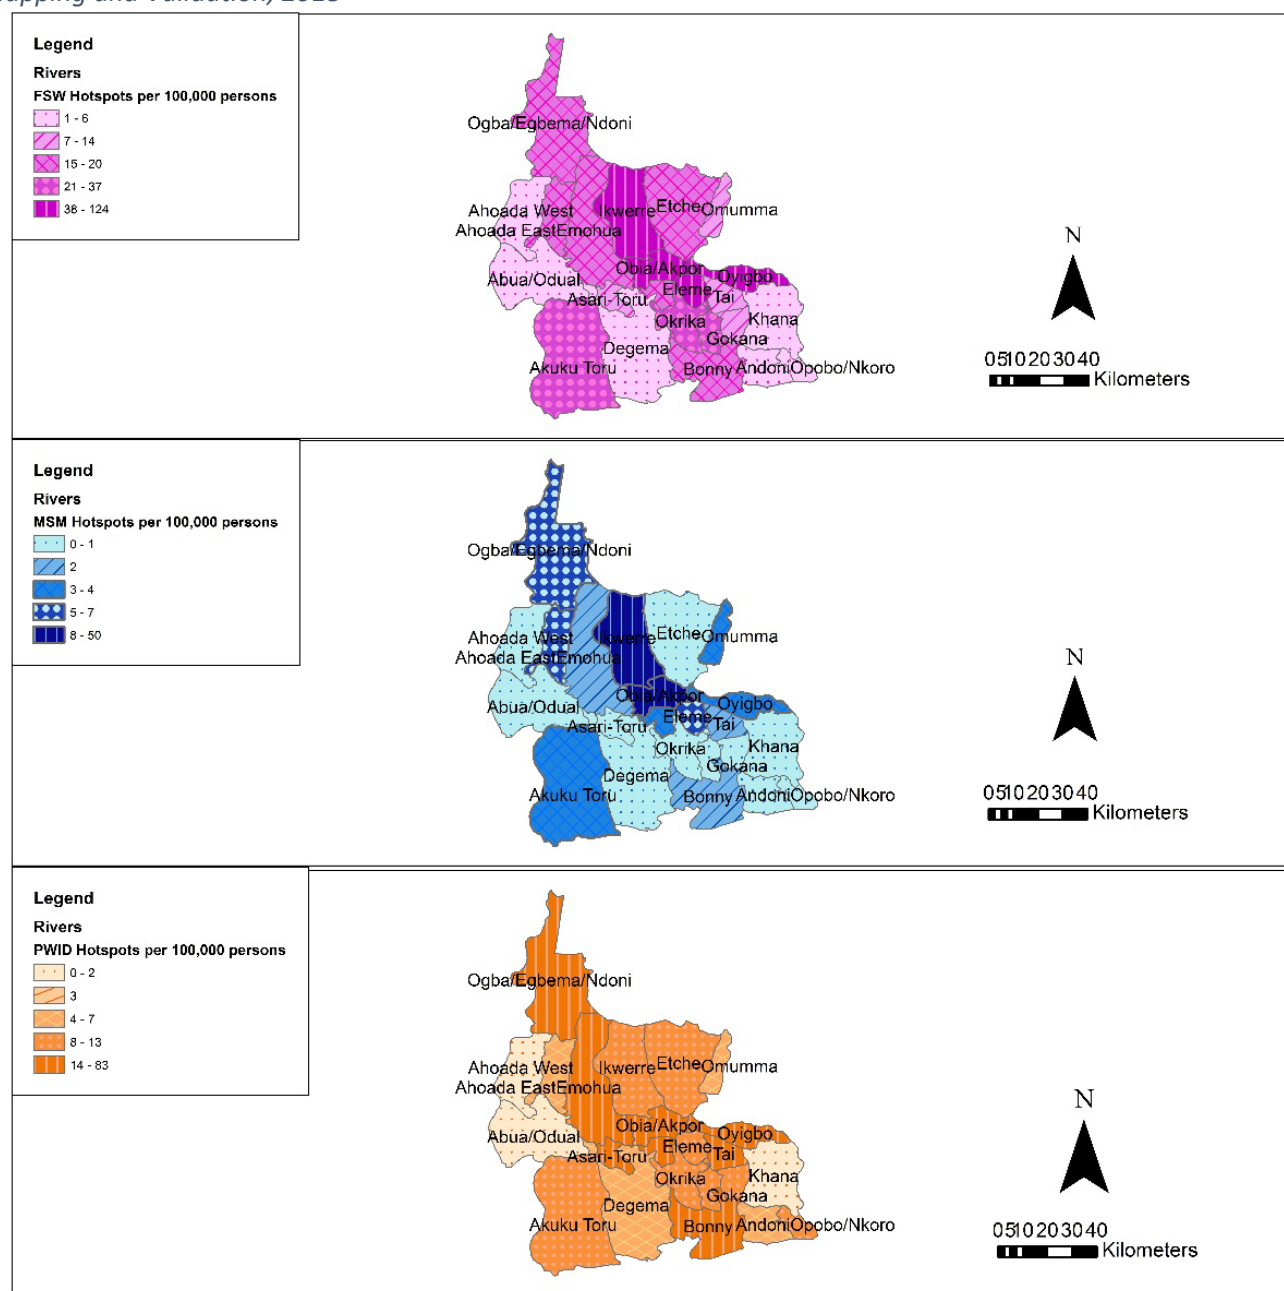 and Validation, 2018
Legend
Rivers
FSW Hotspots per 100,000 persons
1 - 6
7 - 14
15 - 20
21 - 37
38 - 124
Ogba/Egbema/Ndoni
Ahoada West
Ikwerre
Etche
Omumma
Ahoada East
Emohua
Obia/Akpor
Oyigbo
Abua/Odual
Eleme
Tai
Asari-Toru
Okrika
Khana
Gokana
Degema
Akuku Toru
Bonny
Andoni
Opobo/Nkoro
N
0510203040
Kilometers
Legend
Rivers
MSM Hotspots per 100,000 persons
0 - 1
2
3 - 4
5 - 7
8 - 50
Ogba/Egbema/Ndoni
Ahoada West
Ikwerre
Etche
Omumma
Ahoada East
Emohua
Obia/Akpor
Oyigbo
Abua/Odual
Eleme
Tai
Asari-Toru
Okrika
Khana
Gokana
Degema
Akuku Toru
Bonny
Andoni
Opobo/Nkoro
N
0510203040
Kilometers
Legend
Rivers
PWID Hotspots per 100,000 persons
0 - 2
3
4 - 7
8 - 13
14 - 83
Ogba/Egbema/Ndoni
Ahoada West
Ikwerre
Etche
Omumma
Ahoada East
Emohua
Obia/Akpor
Oyigbo
Abua/Odual
Eleme
Tai
Asari-Toru
Okrika
Khana
Gokana
Degema
Akuku Toru
Bonny
Andoni
Opobo/Nkoro
N
0510203040
Kilometers